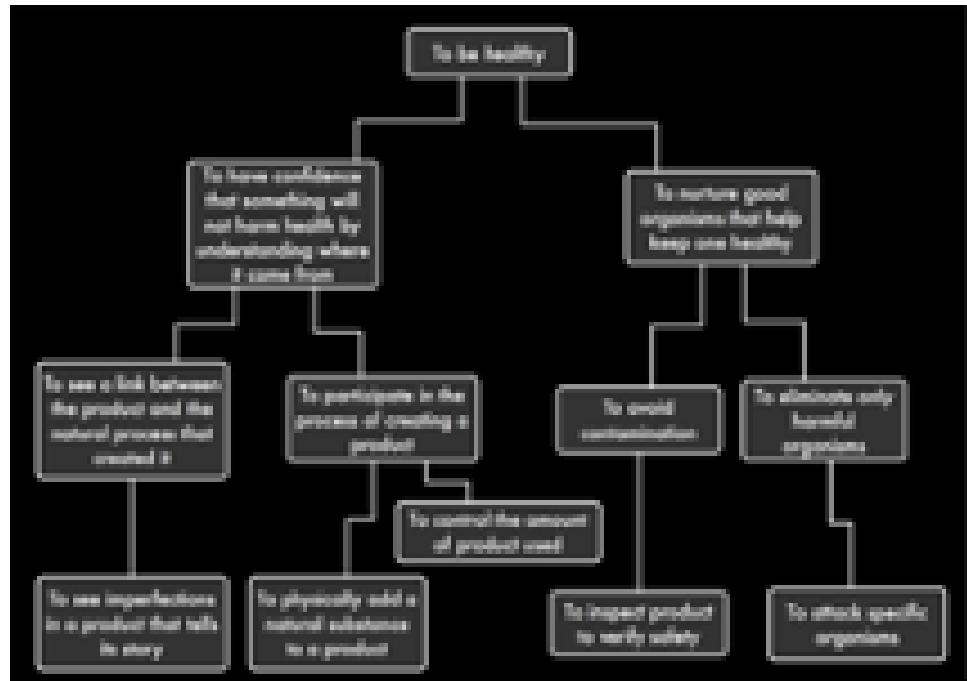 To be healthy
To have confidence
that something will
not harm health by
understanding where
it came from
To nurture good
organisms that help
keep one healthy
To see a link between
the product and the
natural process that
created it
To participate in the
process of creating a
product
To avoid
contamination
To eliminate only
harmful
organisms
To control the amount
of product used
To see imperfections
in a product that tells
its story
To physically add a
natural substance
to a product
To inspect product
to verify safety
To attack specific
organisms